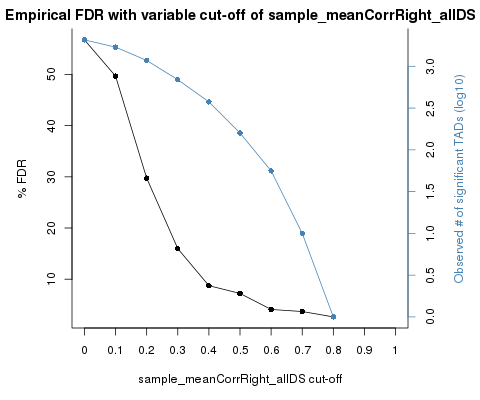 Empirical FDR with variable cut-off of sample_meanCorrRight_allDS
% FDR
50
40
30
20
10
3.0
2.5
2.0
1.5
1.0
0.5
0.0
Observed # of significant TADs (log10)
0 0.1 0.2 0.3 0.4 0.5 0.6 0.7 0.8 0.9 1
sample_meanCorrRight_allDS cut-off